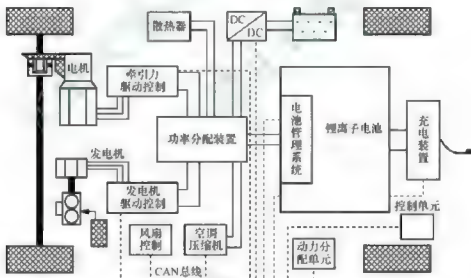 散热器
DC
DC
电机
牵引力
驱动控制
电
池
管
理
系
统
锂离子电池
充
电
装
置
功率分配装置
发电机
发电机
驱动控制
控制单元
风扇
控制
空调
压缩机
动力分
配单元
CAN总线